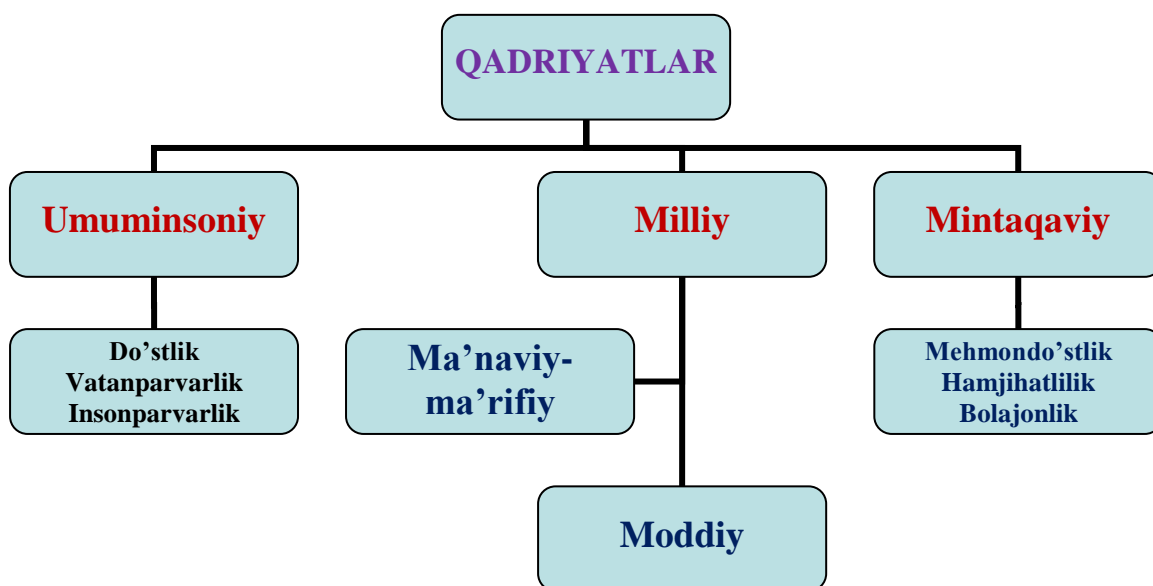 QADRIYATLAR
Umuminsoniy
Milliy
Mintaqaviy
Do’stlik
Vatanparvarlik
Insonparvarlik
Ma’naviy-
ma’rifiy
Mehmondo’stlik
Hamjihatlilik
Bolajonlik
Moddiy